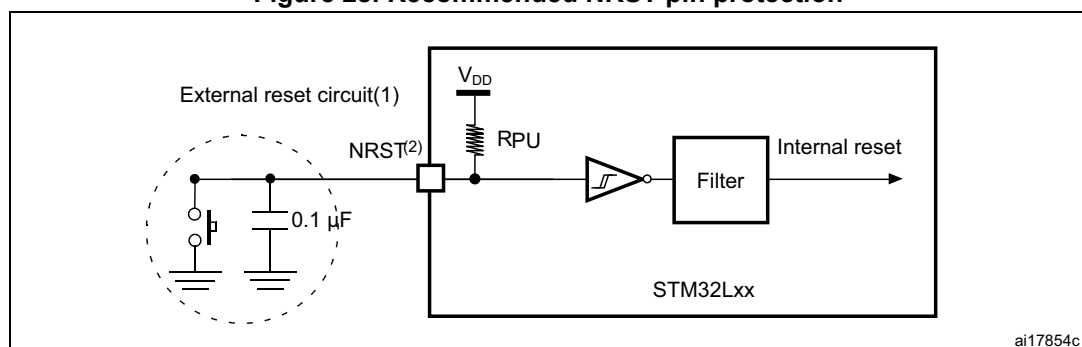 Figure 26. Recommended NRST pin protection
VDD
External reset circuit(1)
NRST(2)
RPU
Internal reset
Filter
0.1 μF
STM32Lxx
ai17854c